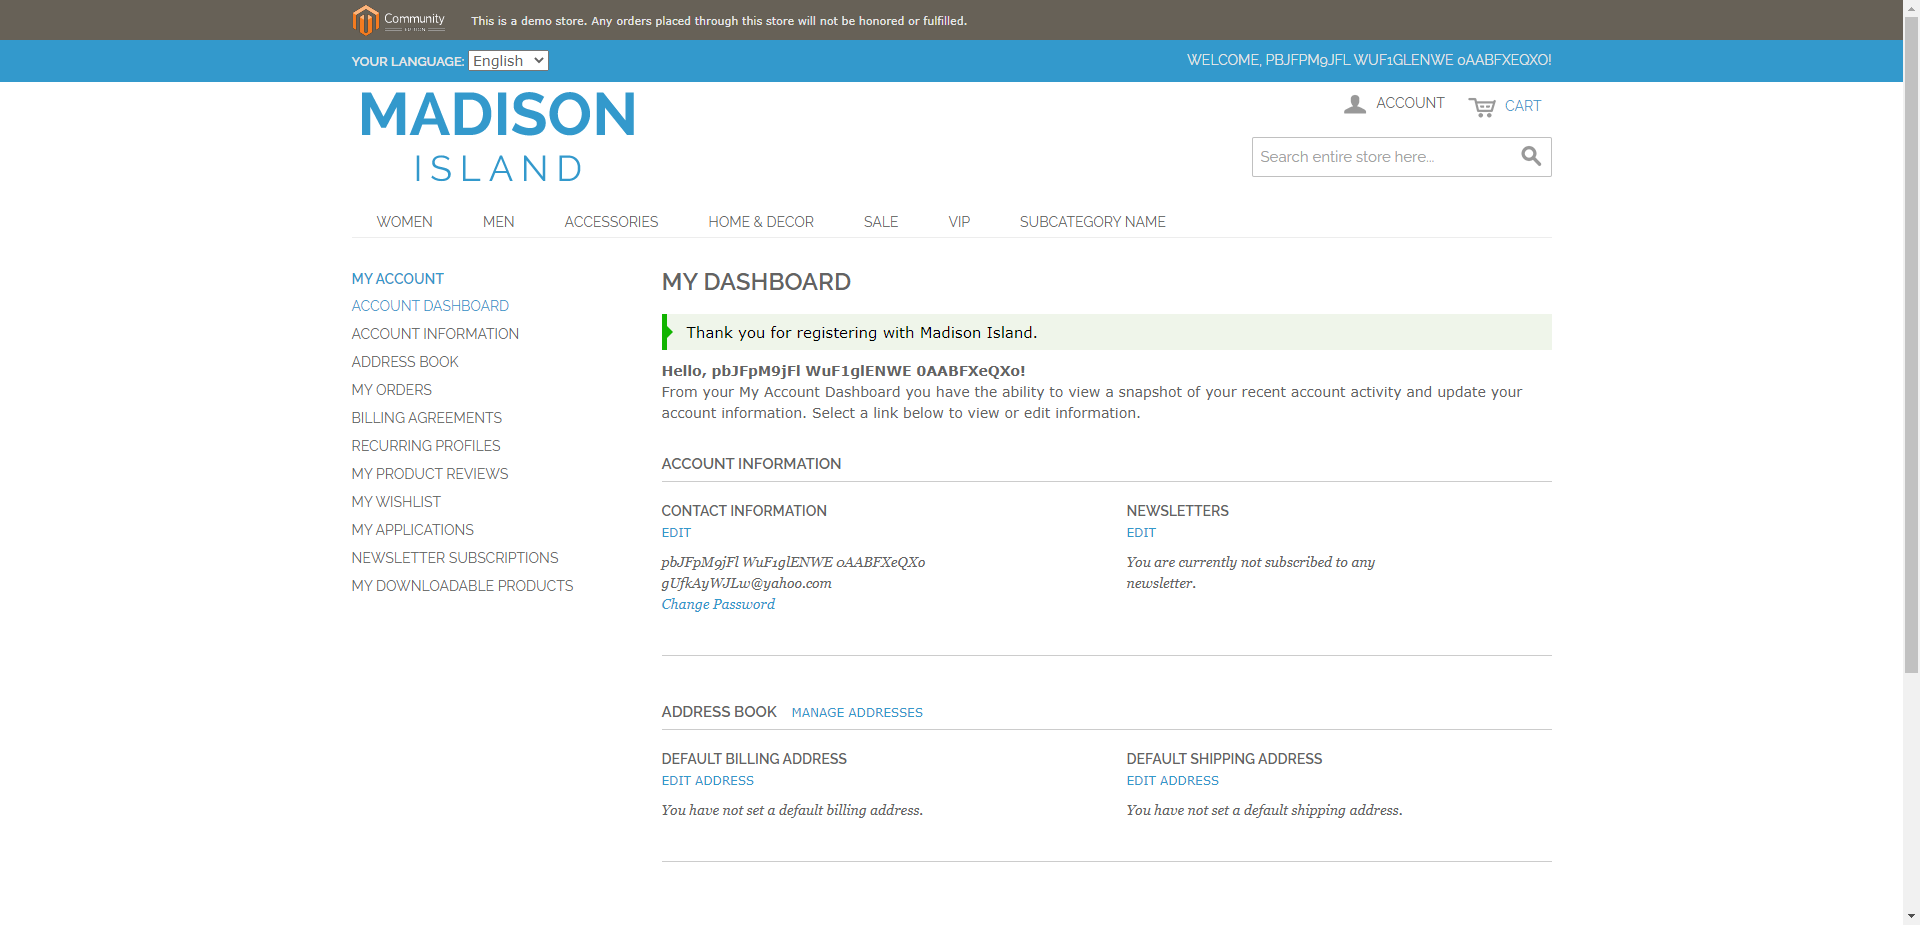 Community
EDITION
This is a demo store. Any orders placed through this store will not be honored or fulfilled.
YOUR LANGUAGE: English
WELCOME, PBJFPM9JFL WUF1GLENWE 0AABFXEQXO!
MADISON
ISLAND
ACCOUNT
CART
Search entire store here...
WOMEN
MEN
ACCESSORIES
HOME & DECOR
SALE
VIP
SUBCATEGORY NAME
MY ACCOUNT
ACCOUNT DASHBOARD
ACCOUNT INFORMATION
ADDRESS BOOK
MY ORDERS
BILLING AGREEMENTS
RECURRING PROFILES
MY PRODUCT REVIEWS
MY WISHLIST
MY APPLICATIONS
NEWSLETTER SUBSCRIPTIONS
MY DOWNLOADABLE PRODUCTS
MY DASHBOARD
Thank you for registering with Madison Island.
Hello, pbJFpM9jFl WuF1glENWE 0AABFXeQXo!
From your My Account Dashboard you have the ability to view a snapshot of your recent account activity and update your
account information. Select a link below to view or edit information.
ACCOUNT INFORMATION
CONTACT INFORMATION
EDIT
pbJFpM9jFl WuF1glENWE 0AABFXeQXo
gUfkAyWJLw@yahoo.com
Change Password
NEWSLETTERS
EDIT
You are currently not subscribed to any
newsletter.
ADDRESS BOOK
MANAGE ADDRESSES
DEFAULT BILLING ADDRESS
EDIT ADDRESS
You have not set a default billing address.
DEFAULT SHIPPING ADDRESS
EDIT ADDRESS
You have not set a default shipping address.